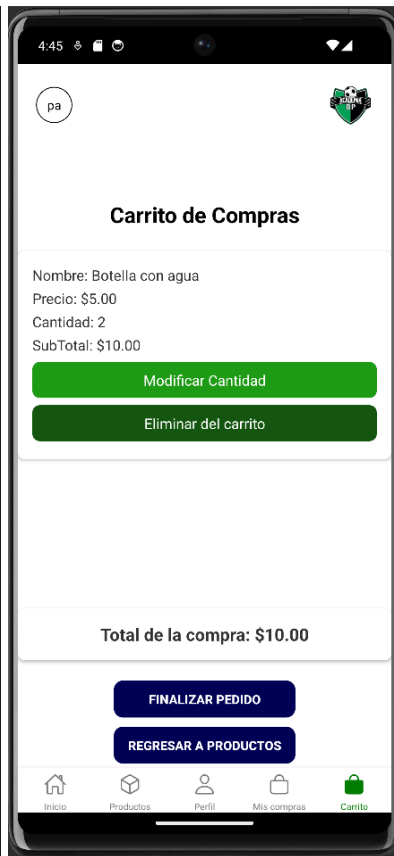 4:45
pa
ACADEMIA
Carrito de Compras
Nombre: Botella con agua
Precio: $5.00
Cantidad: 2
SubTotal: $10.00
Modificar Cantidad
Eliminar del carrito
Total de la compra: $10.00
FINALIZAR PEDIDO
REGRESAR A PRODUCTOS
Inicio Productos Perfil Mis compras Carrito